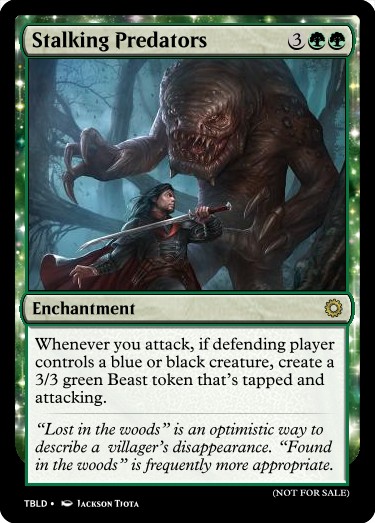 Stalking Predators 3
Enchantment
Whenever you attack, if defending player
controls a blue or black creature, create a
3/3 green Beast token that's tapped and
attacking.
“Lost in the woods” is an optimistic way to
describe a  villager's disappearance. “Found
in the woods” is frequently more appropriate.
(NOT FOR SALE)
TBLD • Jackson Tiota